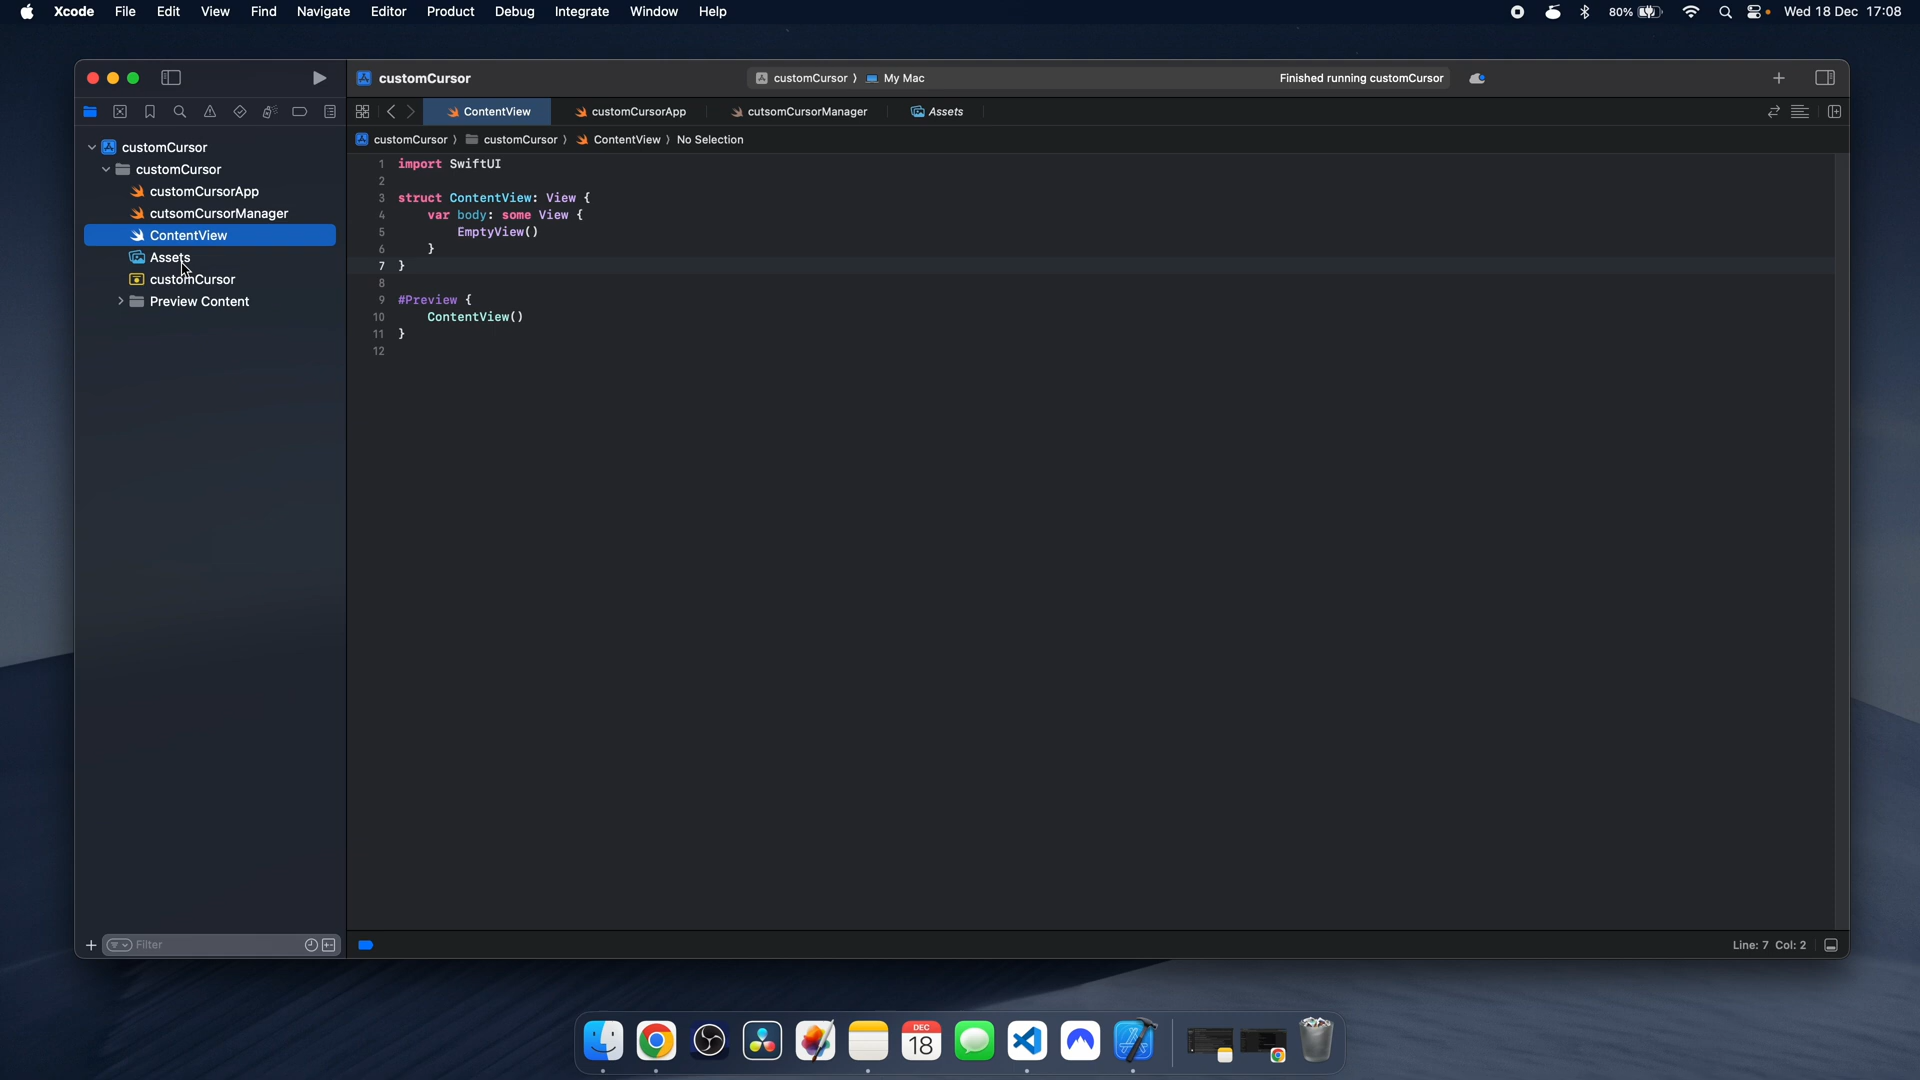 Xcode File Edit View Find Navigate Editor Product Debug Integrate Window Help 80% Wed 18 Dec 17:08
customCursor customCursor ⟩ My Mac Finished running customCursor
ContentView customCursorApp cutsomCursorManager Assets
customCursor ⟩ customCursor ⟩ ContentView ⟩ No Selection
customCursor
customCursor
customCursorApp
cutsomCursorManager
ContentView
Assets
customCursor
Preview Content
1 import SwiftUI
2
3 struct ContentView: View {
4 var body: some View {
5 EmptyView()
6 }
7 }
8
9 #Preview {
10 ContentView()
11 }
12
Filter
Line: 7 Col: 2
DEC
18